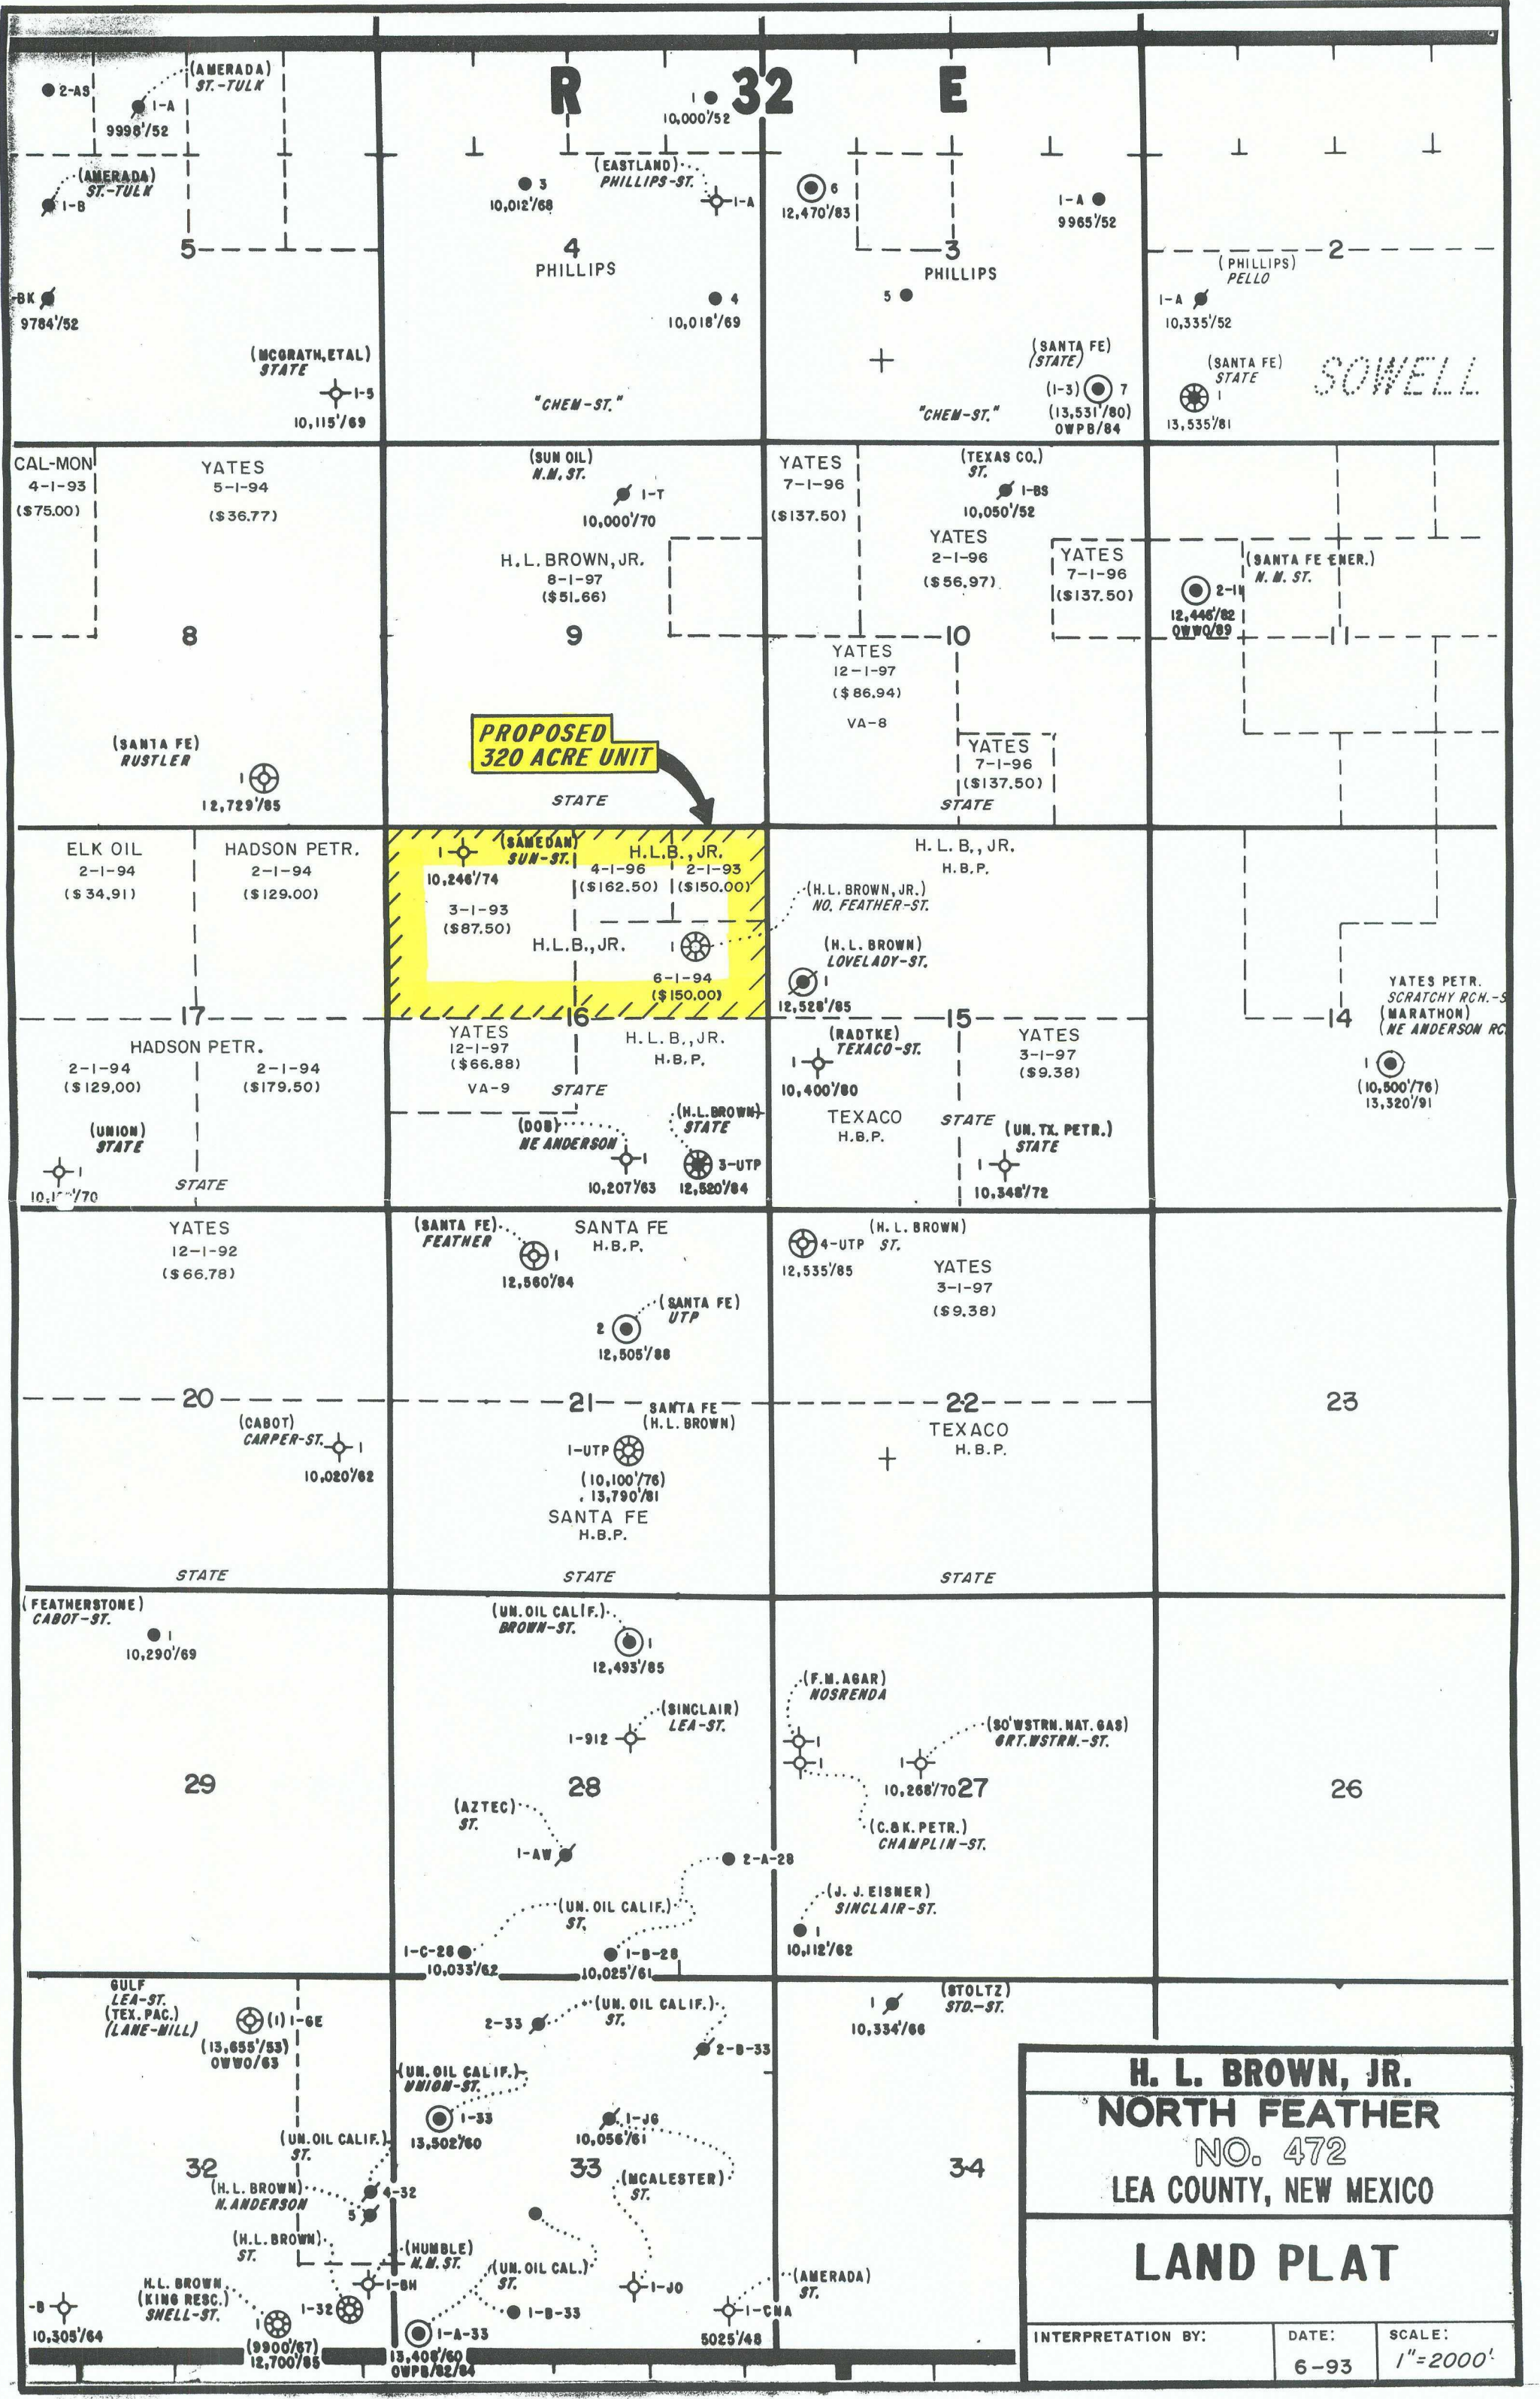 R 32 E
2-AS
(AMERADA)
ST.-TULK
1-A
9998'/52
1
10,000'/52
(AMERADA)
ST.-TULK
1-B
5
9784'/52
(MCGRATH, ETAL)
STATE
1-5
10,115'/69
3
10,012'/68
(EASTLAND)
PHILLIPS-ST.
1-A
4
PHILLIPS
4
10,018'/69
"CHEM-ST."
6
12,470'/83
1-A
9965'/52
3
PHILLIPS
5
(SANTA FE)
(STATE)
(1-3) 7
(13,531'/80)
OWPB/84
"CHEM-ST."
2
(PHILLIPS)
PELLO
1-A
10,335'/52
(SANTA FE)
STATE
1
13,535'/81
SOWELL
CAL-MON
4-1-93
($75.00)
YATES
5-1-94
($36.77)
8
(SANTA FE)
RUSTLER
1
12,729'/85
(SUN OIL)
N.M. ST.
1-T
10,000'/70
H.L. BROWN, JR.
8-1-97
($51.66)
9
PROPOSED
320 ACRE UNIT
STATE
YATES
7-1-96
($137.50)
(TEXAS CO.)
ST.
1-BS
10,050'/52
YATES
2-1-96
($56.97)
YATES
7-1-96
($137.50)
10
YATES
12-1-97
($86.94)
VA-8
YATES
7-1-96
($137.50)
STATE
(SANTA FE ENER.)
N.M. ST.
2-11
12,446'/82
OWWO/89
11
ELK OIL
2-1-94
($34.91)
HADSON PETR.
2-1-94
($129.00)
17
HADSON PETR.
2-1-94
($129.00)
2-1-94
($179.50)
(UNION)
STATE
1
STATE
1
(SAMEDAN)
SUN-ST.
10,246'/74
3-1-93
($87.50)
H.L.B., JR.
4-1-96
($162.50)
2-1-93
($150.00)
H.L.B., JR.
1
6-1-94
($150.00)
(H.L. BROWN, JR.)
NO. FEATHER-ST.
16
YATES
12-1-97
($66.88)
VA-9
H.L.B., JR.
H.B.P.
STATE
(DOB)
NE ANDERSON
1
10,207'/63
(H.L. BROWN)
STATE
3-UTP
12,520'/84
H.L.B., JR.
H.B.P.
(H.L. BROWN)
LOVELADY-ST.
1
12,528'/85
15
(RADTKE)
TEXACO-ST.
1
10,400'/80
YATES
3-1-97
($9.38)
TEXACO
H.B.P.
STATE
(UN. TX. PETR.)
STATE
1
10,348'/72
YATES PETR.
SCRATCHY RCH.-S
(MARATHON)
(NE ANDERSON RC
14
1
(10,500'/76)
13,320'/91
YATES
12-1-92
($66.78)
20
(CABOT)
CARPER-ST.
1
10,020'/62
STATE
(SANTA FE)
FEATHER
1
12,560'/84
SANTA FE
H.B.P.
(SANTA FE)
UTP
2
12,505'/88
21
SANTA FE
(H.L. BROWN)
1-UTP
(10,100'/76)
13,790'/81
SANTA FE
H.B.P.
STATE
(H. L. BROWN)
4-UTP ST.
12,535'/85
YATES
3-1-97
($9.38)
22
TEXACO
H.B.P.
STATE
23
(FEATHERSTONE)
CABOT-ST.
1
10,290'/69
29
(UN. OIL CALIF.)
BROWN-ST.
1
12,493'/85
(SINCLAIR)
LEA-ST.
1-912
28
(AZTEC)
ST.
1-AW
2-A-28
(UN. OIL CALIF.)
ST.
1-C-28
10,033'/62
1-B-28
10,025'/61
(F.M. AGAR)
NOSRENDA
1
1
(SO'WSTRN. NAT. GAS)
GRT. WSTRN.-ST.
10,268'/70
27
(C.&K. PETR.)
CHAMPLIN-ST.
(J. J. EISNER)
SINCLAIR-ST.
1
10,112'/62
26
GULF
LEA-ST.
(TEX. PAC.)
(LANE-MILL)
(1) 1-GE
(13,655'/53)
OWWO/63
(UN. OIL CALIF.)
ST.
32
4-32
(H.L. BROWN)
N. ANDERSON
5
(H.L. BROWN)
ST.
(HUMBLE)
N.M. ST.
1-BH
H.L. BROWN
(KING RESC.)
SHELL-ST.
1-32
1
(9900'/67)
12,700'/85
-B
10,305'/64
(UN. OIL CALIF.)
ST.
2-33
2-B-33
(UN. OIL CALIF.)
UNION-ST.
1-33
13,502'/60
1-JG
10,056'/61
33
(MCALESTER)
ST.
(UN. OIL CAL.)
ST.
1-JO
1-B-33
1-A-33
13,408'/60
OWPB/82/84
(AMERADA)
ST.
1-CNA
5025'/48
(STOLTZ)
STD.-ST.
1
10,334'/66
34
H. L. BROWN, JR.
NORTH FEATHER
NO. 472
LEA COUNTY, NEW MEXICO
LAND PLAT
INTERPRETATION BY:
DATE:
6-93
SCALE:
1"=2000'